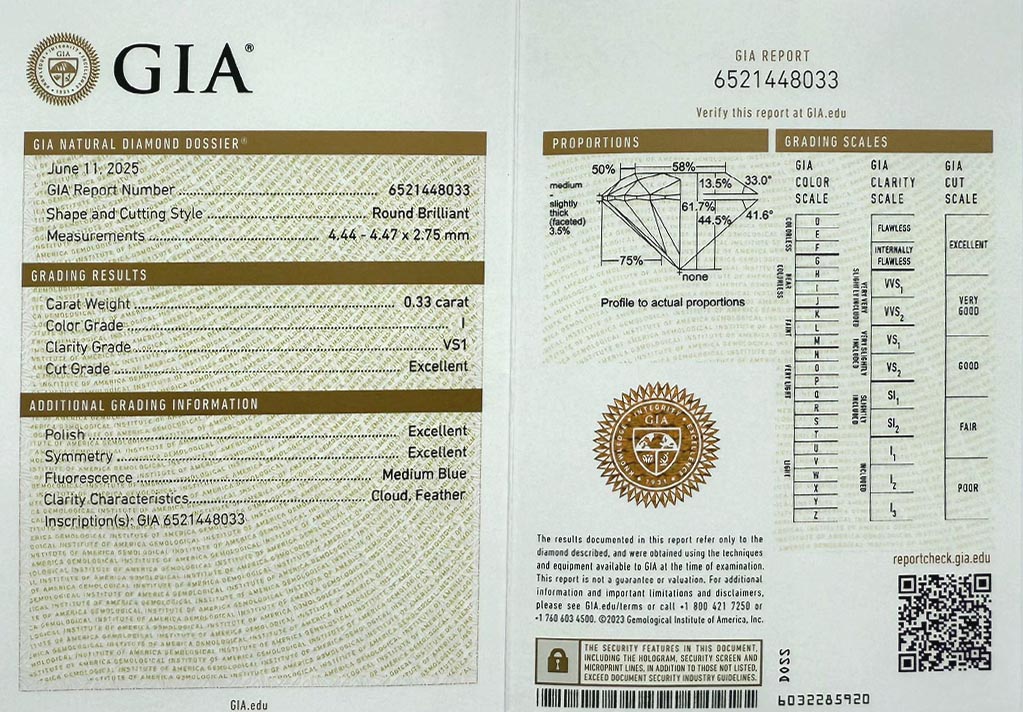 GIA®
GIA NATURAL DIAMOND DOSSIER®
June 11, 2025
GIA Report Number 6521448033
Shape and Cutting Style Round Brilliant
Measurements 4.44 - 4.47 x 2.75 mm
GRADING RESULTS
Carat Weight 0.33 carat
Color Grade I
Clarity Grade VS1
Cut Grade Excellent
ADDITIONAL GRADING INFORMATION
Polish Excellent
Symmetry Excellent
Fluorescence Medium Blue
Clarity Characteristics Cloud, Feather
Inscription(s): GIA 6521448033
GIA.edu
GIA REPORT
6521448033
Verify this report at GIA.edu
PROPORTIONS
50%
58%
medium
-
slightly
thick
(faceted)
3.5%
13.5%
33.0°
61.7%
44.5%
41.6°
75%
none
Profile to actual proportions
GIA
INTEGRITY
1931
The results documented in this report refer only to the
diamond described, and were obtained using the techniques
and equipment available to GIA at the time of examination.
This report is not a guarantee or valuation. For additional
information and important limitations and disclaimers,
please see GIA.edu/terms or call +1 800 421 7250 or
+1 760 603 4500. ©2023 Gemological Institute of America, Inc.
THE SECURITY FEATURES IN THIS DOCUMENT,
INCLUDING THE HOLOGRAM, SECURITY SCREEN AND
MICROPRINT LINES, IN ADDITION TO THOSE NOT LISTED,
EXCEED DOCUMENT SECURITY INDUSTRY GUIDELINES.
GRADING SCALES
GIA
COLOR
SCALE
COLORLESS
D
E
F
NEAR
COLORLESS
G
H
I
J
FAINT
K
L
M
VERY LIGHT
N
O
P
Q
R
LIGHT
S
T
U
V
W
X
Y
Z
GIA
CLARITY
SCALE
FLAWLESS
INTERNALLY
FLAWLESS
VERY VERY
SLIGHTLY INCLUDED
VVS1
VVS2
VERY SLIGHTLY
INCLUDED
VS1
VS2
SLIGHTLY
INCLUDED
SI1
SI2
INCLUDED
I1
I2
I3
GIA
CUT
SCALE
EXCELLENT
VERY
GOOD
GOOD
FAIR
POOR
reportcheck.gia.edu
6032285920